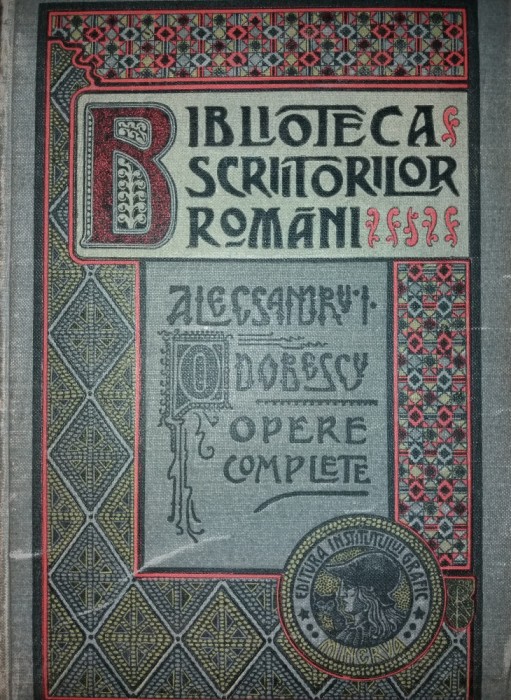 BIBLIOTECA
SCRIITORILOR
ROMÂNI
ALECSANDRU·I·
ODOBESCU
OPERE
COMPLETE
EDITURA INSTITUTULUI GRAFIC
MINERVA